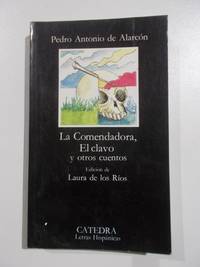 Pedro Antonio de Alarcón
La Comendadora,
El clavo
y otros cuentos
Edición de
Laura de los Ríos
CATEDRA
Letras Hispánicas